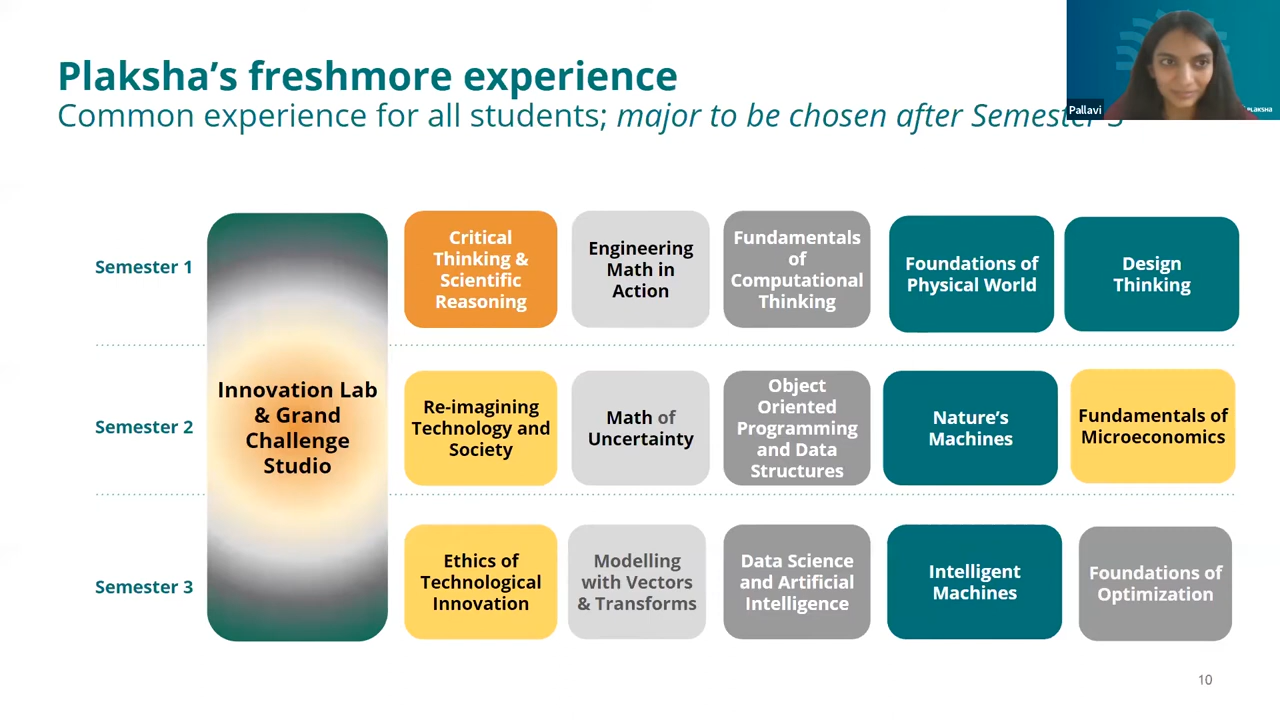 Plaksha's freshmore experience
Common experience for all students; major to be chosen after Semester 3
Pallavi
PLAKSHA
Semester 1
Critical
Thinking &
Scientific
Reasoning
Engineering
Math in
Action
Fundamentals
of
Computational
Thinking
Foundations of
Physical World
Design
Thinking
Innovation Lab
& Grand
Challenge
Studio
Semester 2
Re-imagining
Technology and
Society
Math of
Uncertainty
Object
Oriented
Programming
and Data
Structures
Nature's
Machines
Fundamentals of
Microeconomics
Semester 3
Ethics of
Technological
Innovation
Modelling
with Vectors
& Transforms
Data Science
and Artificial
Intelligence
Intelligent
Machines
Foundations of
Optimization
10